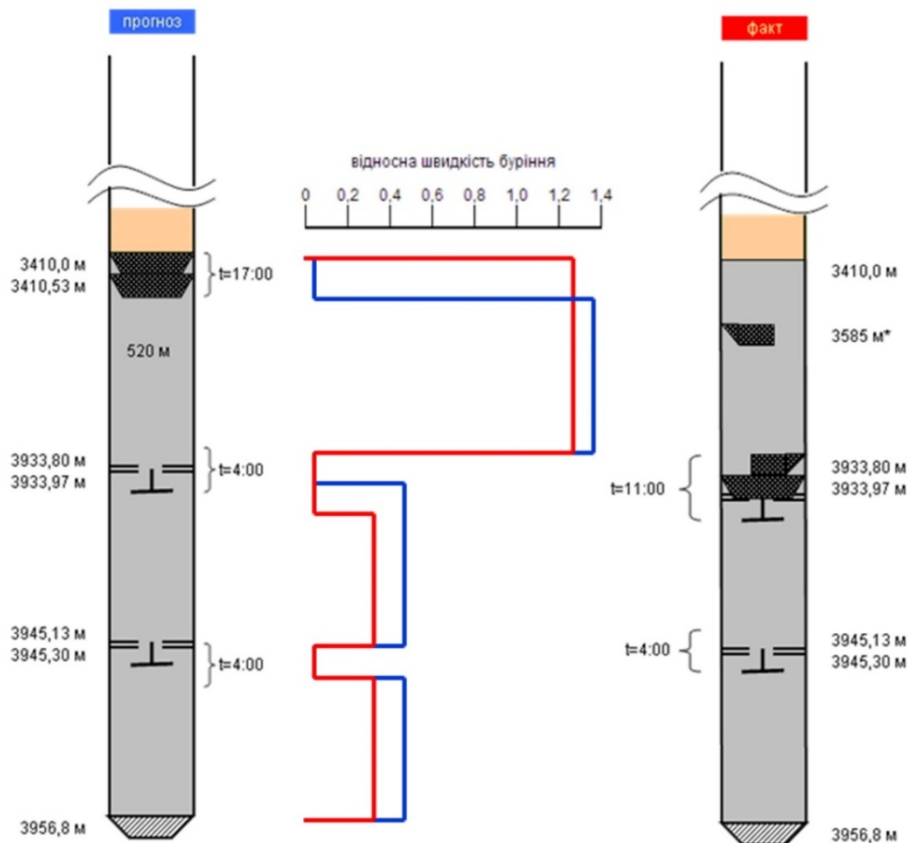 прогноз
факт
відносна швидкість буріння
0 0,2 0,4 0,6 0,8 1,0 1,2 1,4
3410,0 м
3410,53 м
t=17:00
520 м
3933,80 м
3933,97 м
t=4:00
3945,13 м
3945,30 м
t=4:00
3956,8 м
3410,0 м
3585 м*
3933,80 м
3933,97 м
t=11:00
3945,13 м
3945,30 м
t=4:00
3956,8 м